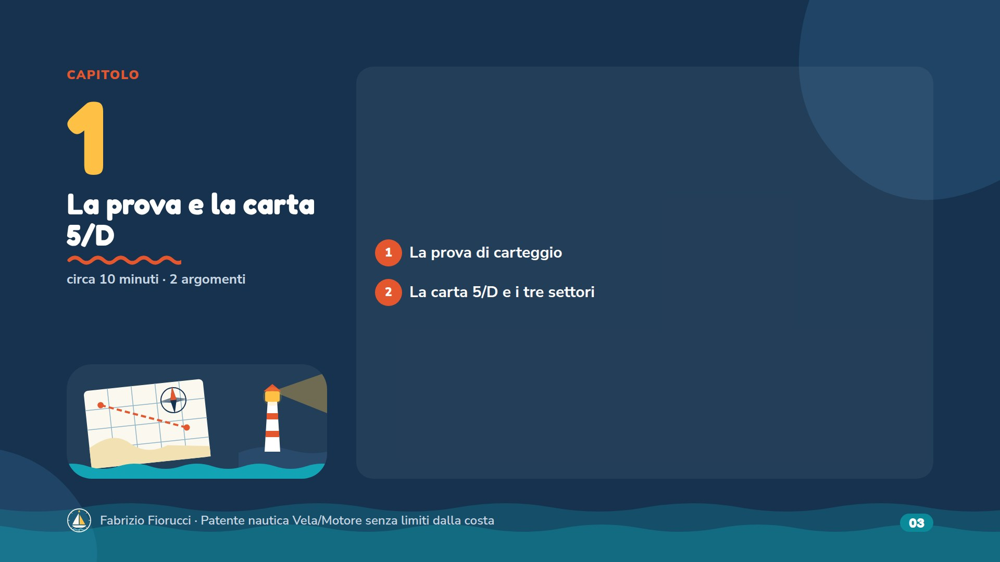 CAPITOLO
1
La prova e la carta
5/D
circa 10 minuti · 2 argomenti
1 La prova di carteggio
2 La carta 5/D e i tre settori
Fabrizio Fiorucci · Patente nautica Vela/Motore senza limiti dalla costa
03